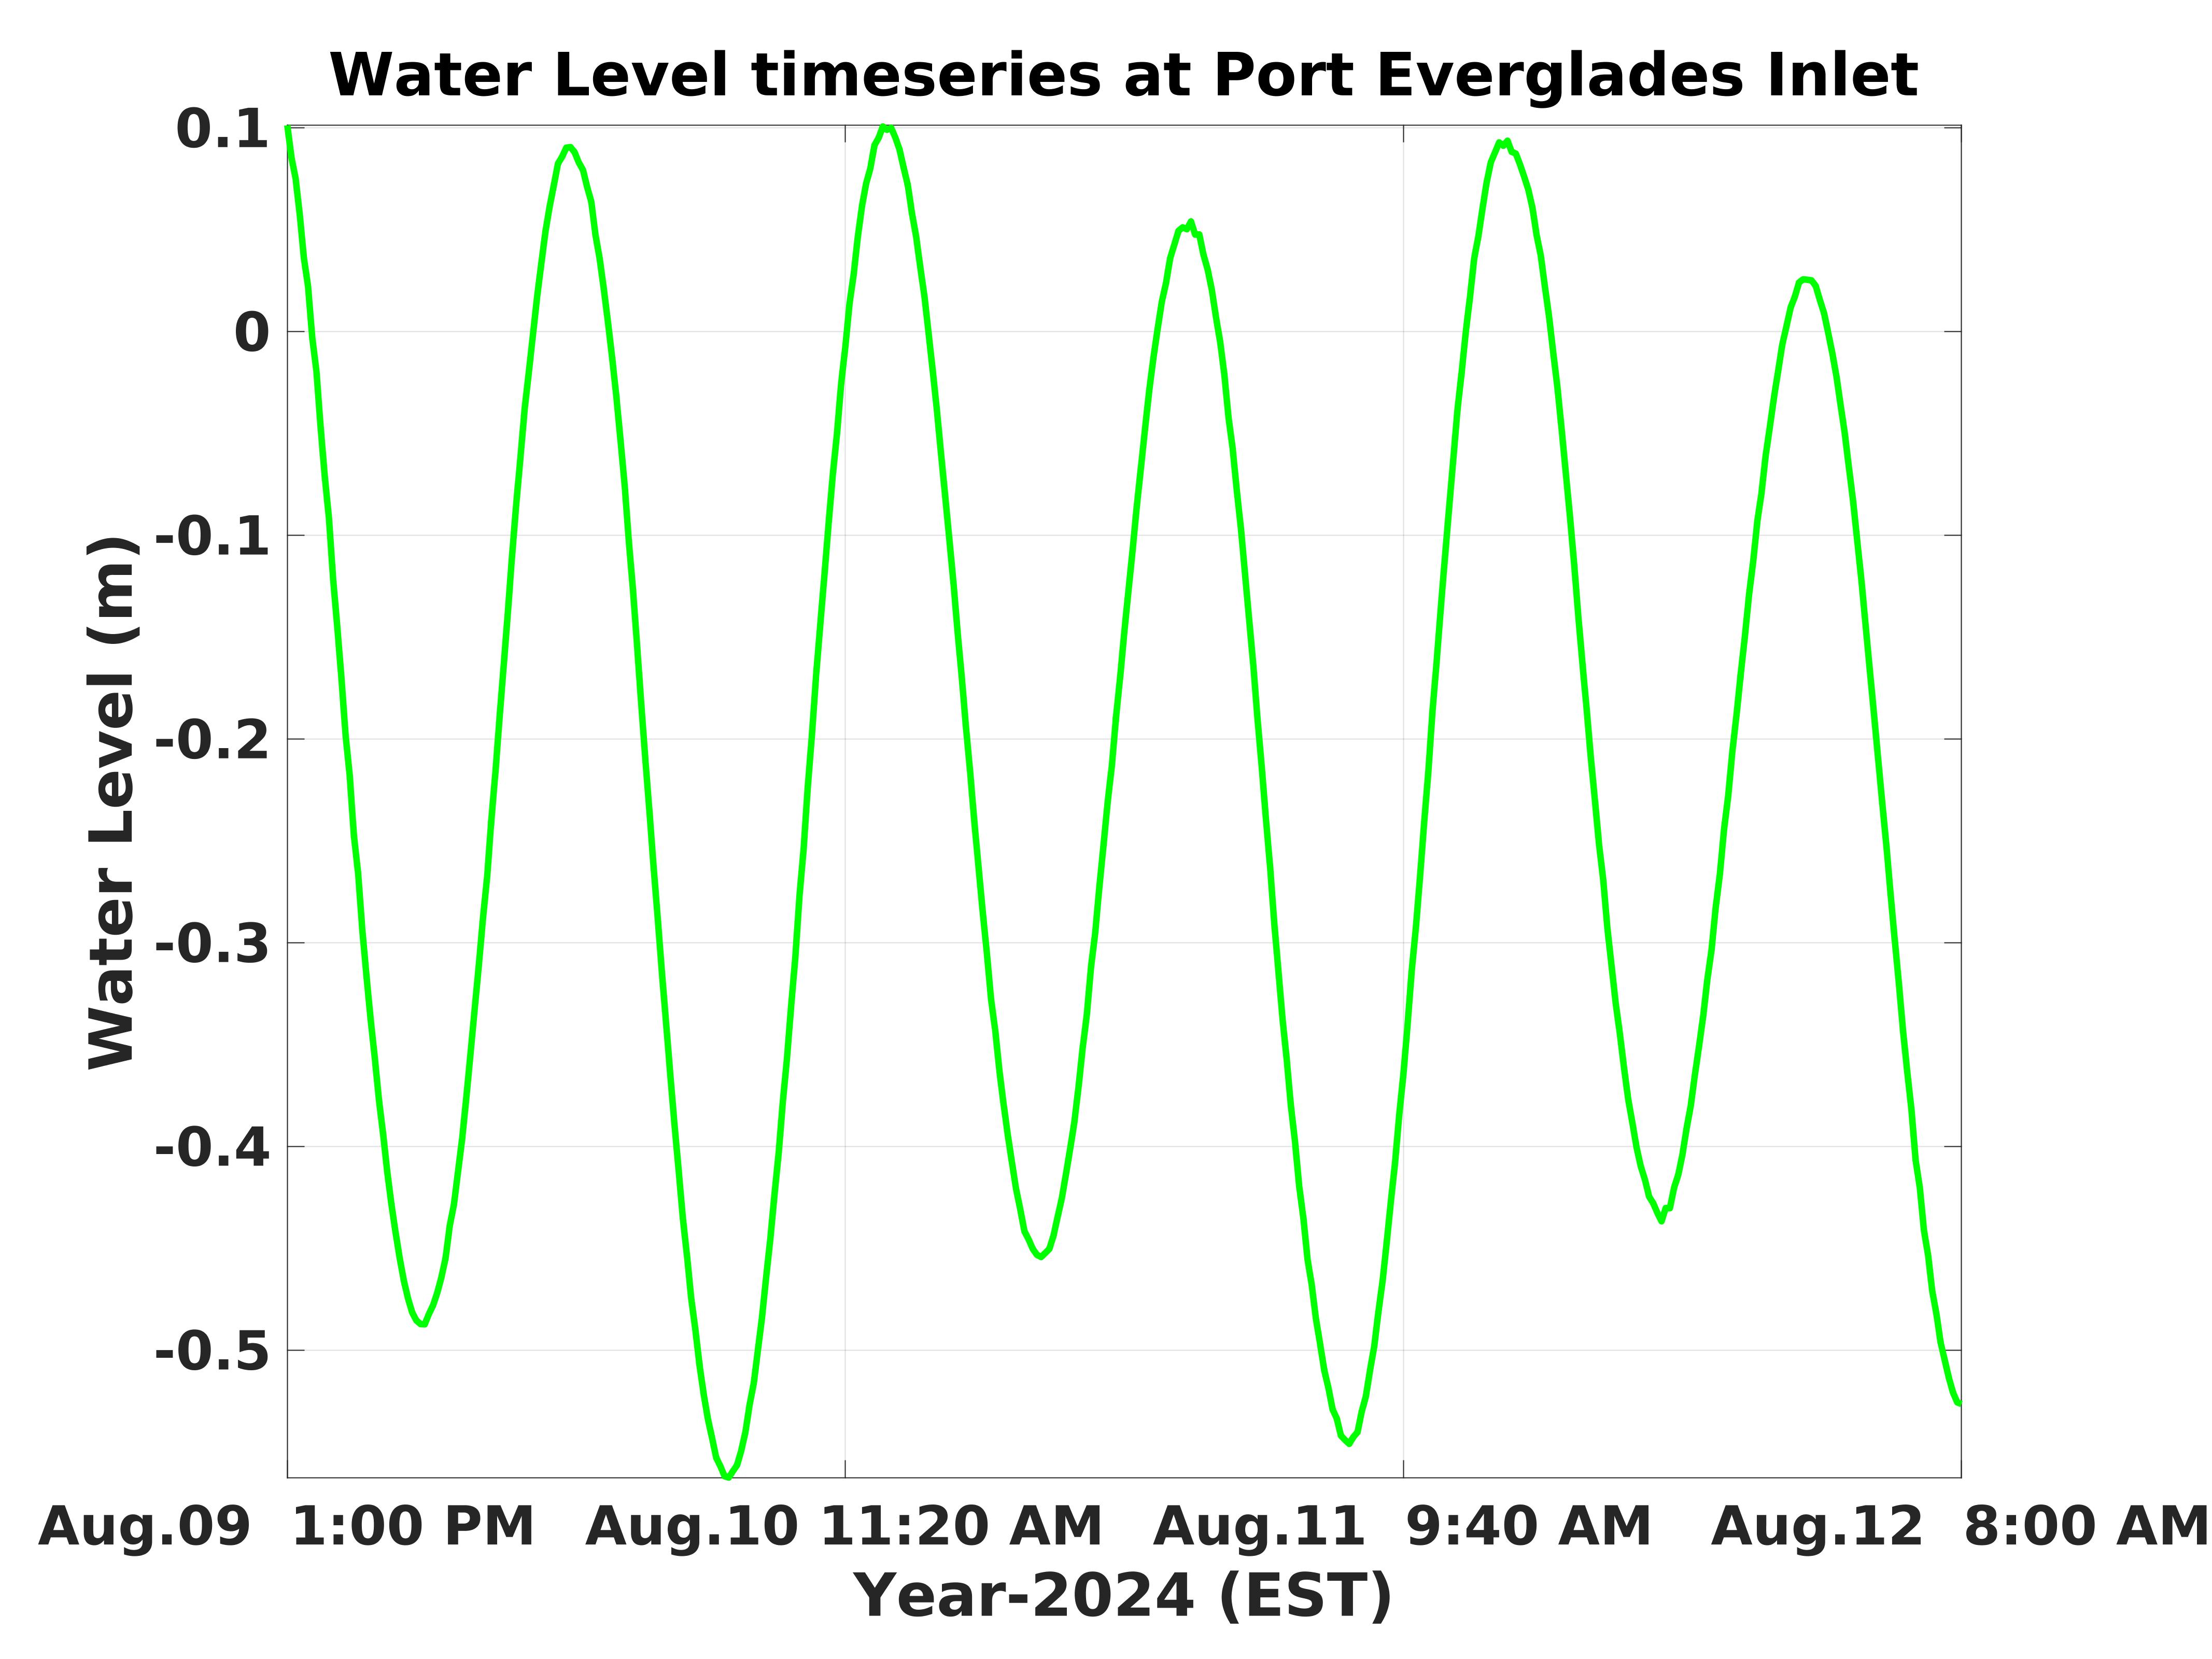 Water Level timeseries at Port Everglades Inlet
0.1
0
-0.1
-0.2
-0.3
-0.4
-0.5
Water Level (m)
Aug.09 1:00 PM Aug.10 11:20 AM Aug.11 9:40 AM Aug.12 8:00 AM
Year-2024 (EST)